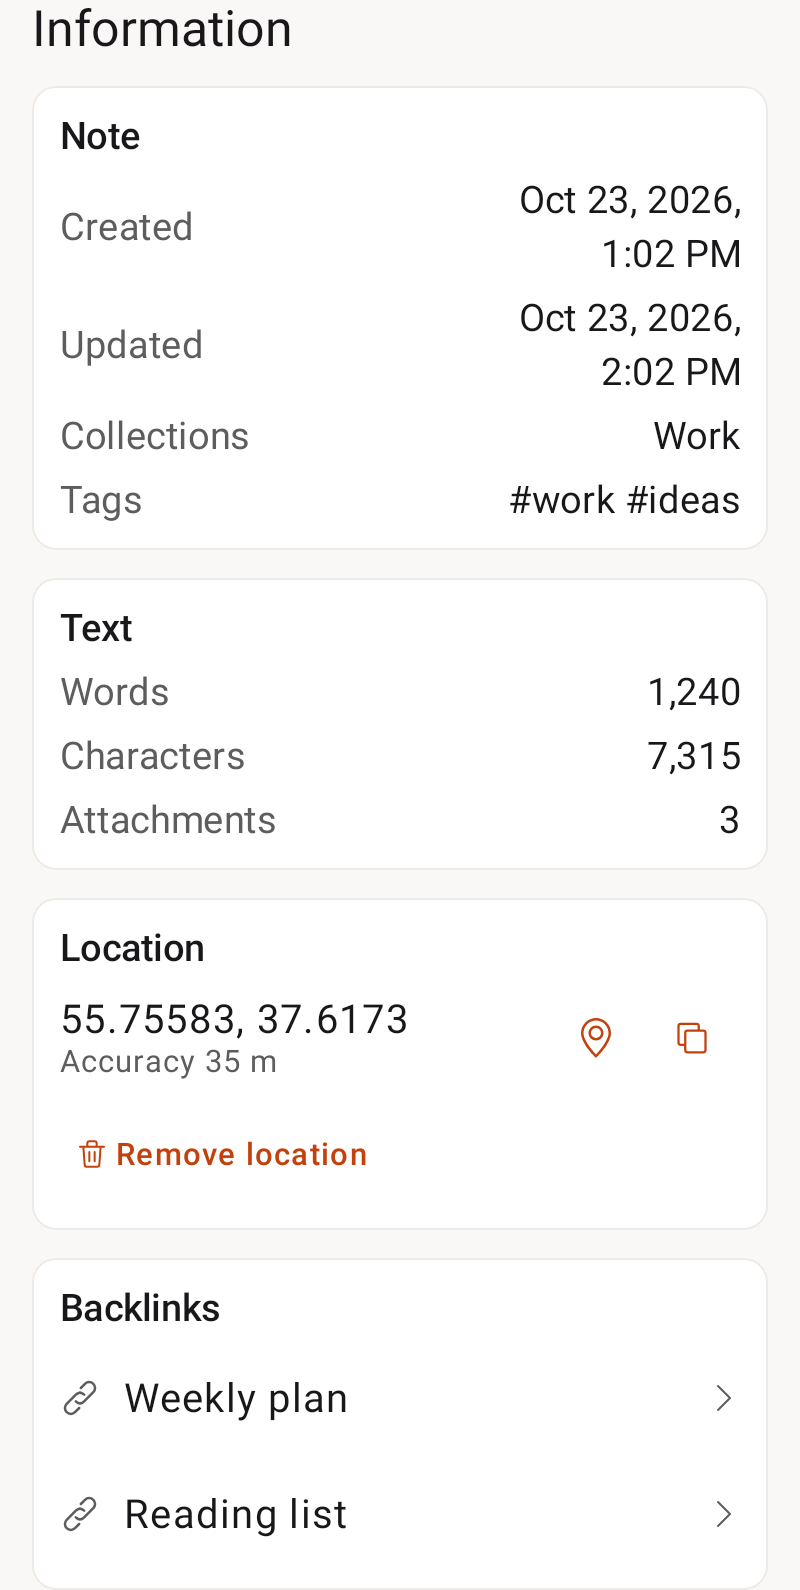 Information
Note
Created
Oct 23, 2026,
1:02 PM
Updated
Oct 23, 2026,
2:02 PM
Collections
Work
Tags
#work #ideas
Text
Words
1,240
Characters
7,315
Attachments
3
Location
55.75583, 37.6173
Accuracy 35 m
Remove location
Backlinks
Weekly plan
Reading list